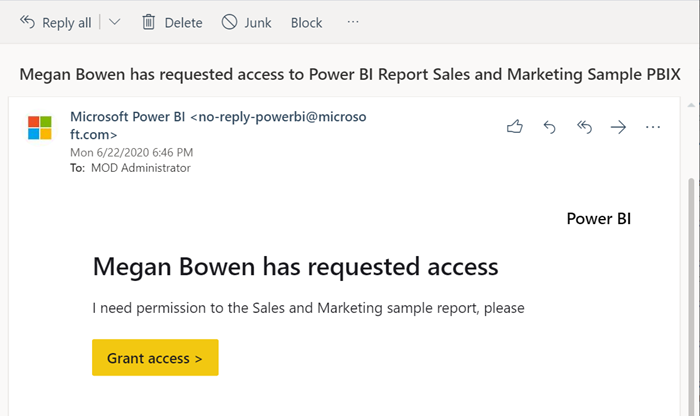 Reply all Delete Junk Block ...
Megan Bowen has requested access to Power BI Report Sales and Marketing Sample PBIX
Microsoft Power BI <no-reply-powerbi@microso
ft.com>
Mon 6/22/2020 6:46 PM
To: MOD Administrator
Power BI
Megan Bowen has requested access
I need permission to the Sales and Marketing sample report, please
Grant access >